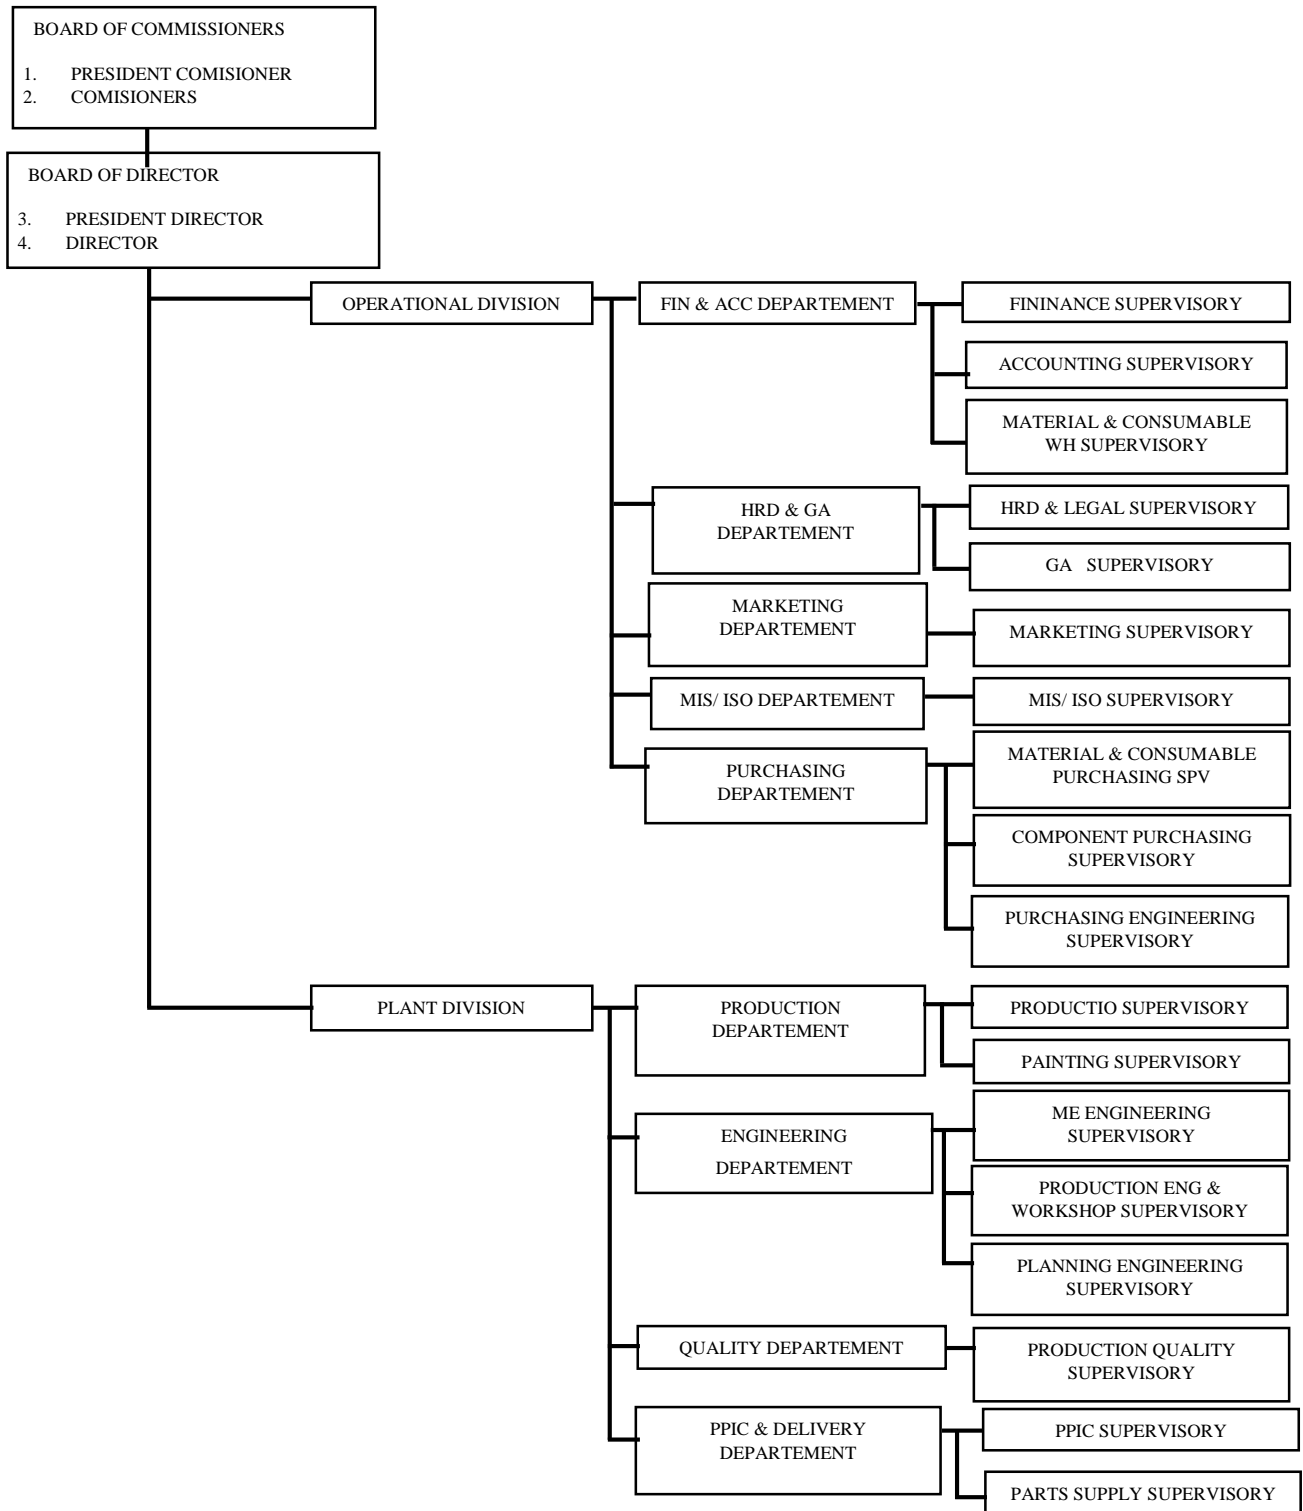 BOARD OF COMMISSIONERS
1. PRESIDENT COMISIONER
2. COMISIONERS
BOARD OF DIRECTOR
3. PRESIDENT DIRECTOR
4. DIRECTOR
OPERATIONAL DIVISION
FIN & ACC DEPARTEMENT
FININANCE SUPERVISORY
ACCOUNTING SUPERVISORY
MATERIAL & CONSUMABLE
WH SUPERVISORY
HRD & GA
DEPARTEMENT
HRD & LEGAL SUPERVISORY
GA SUPERVISORY
MARKETING
DEPARTEMENT
MARKETING SUPERVISORY
MIS/ ISO DEPARTEMENT
MIS/ ISO SUPERVISORY
PURCHASING
DEPARTEMENT
MATERIAL & CONSUMABLE
PURCHASING SPV
COMPONENT PURCHASING
SUPERVISORY
PURCHASING ENGINEERING
SUPERVISORY
PLANT DIVISION
PRODUCTION
DEPARTEMENT
PRODUCTIO SUPERVISORY
PAINTING SUPERVISORY
ENGINEERING
DEPARTEMENT
ME ENGINEERING
SUPERVISORY
PRODUCTION ENG &
WORKSHOP SUPERVISORY
PLANNING ENGINEERING
SUPERVISORY
QUALITY DEPARTEMENT
PRODUCTION QUALITY
SUPERVISORY
PPIC & DELIVERY
DEPARTEMENT
PPIC SUPERVISORY
PARTS SUPPLY SUPERVISORY